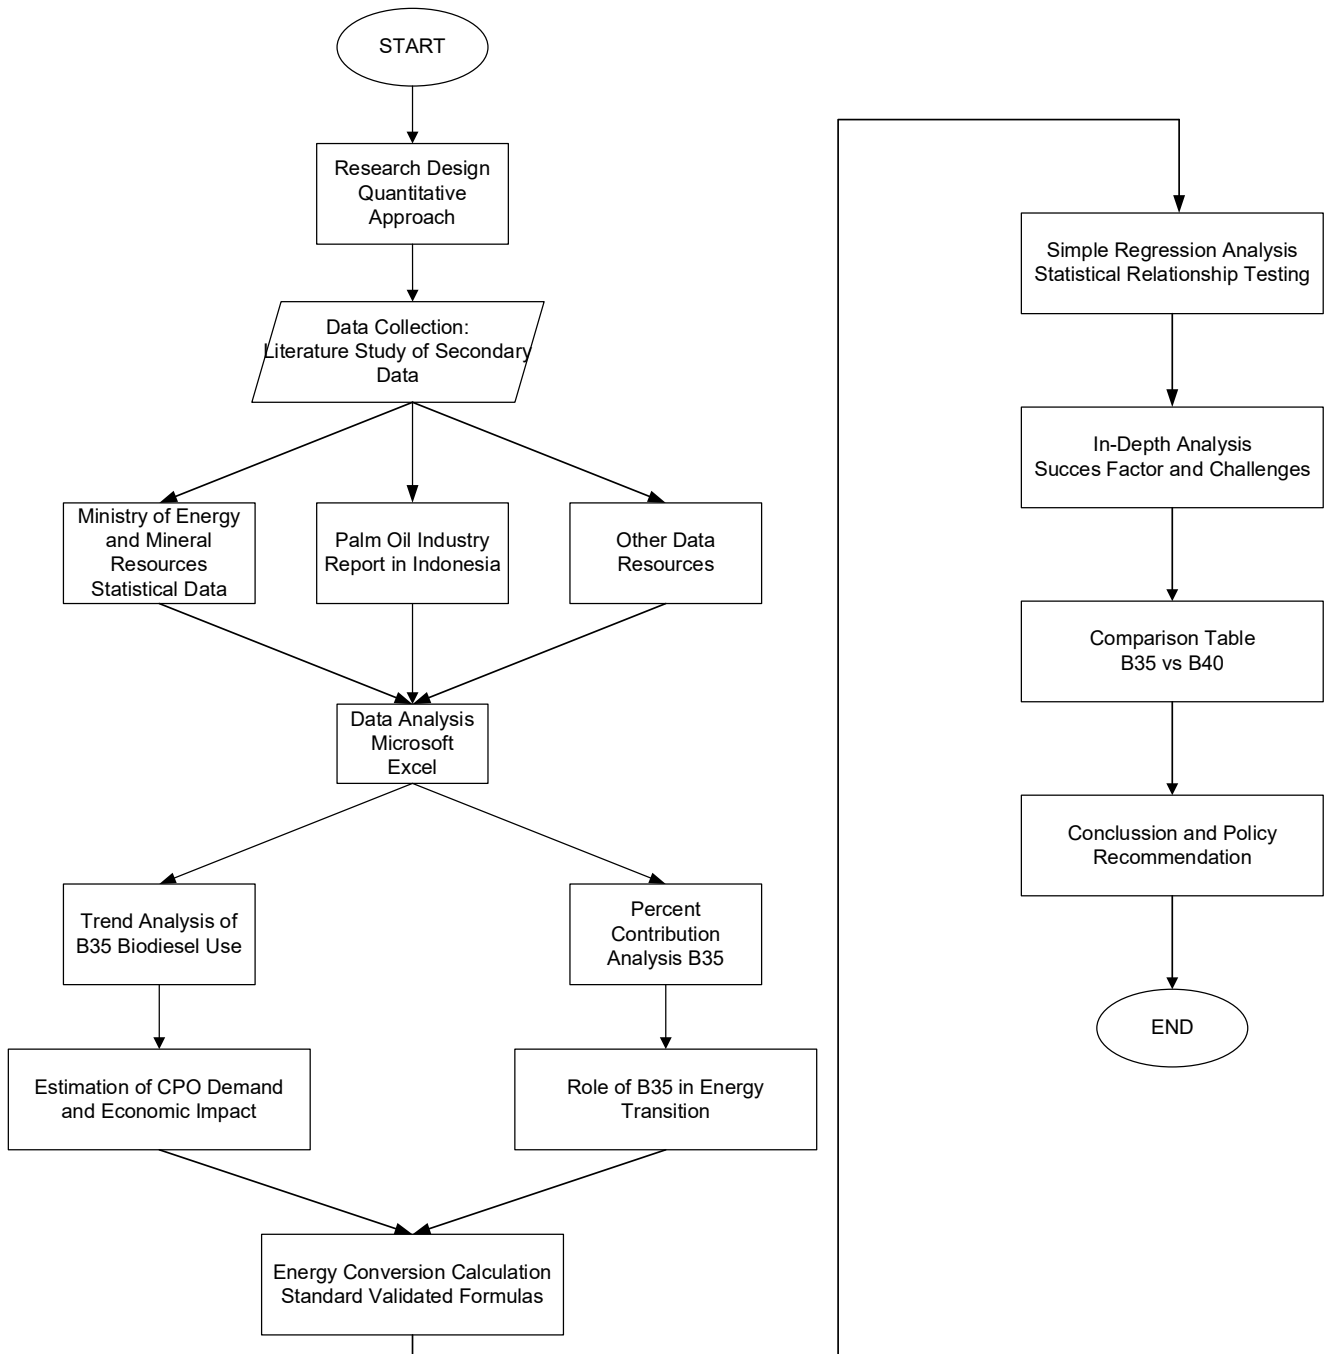 START
Research Design
Quantitative
Approach
Data Collection:
Literature Study of Secondary
Data
Ministry of Energy
and Mineral
Resources
Statistical Data
Palm Oil Industry
Report in Indonesia
Other Data
Resources
Data Analysis
Microsoft
Excel
Trend Analysis of
B35 Biodiesel Use
Percent
Contribution
Analysis B35
Estimation of CPO Demand
and Economic Impact
Role of B35 in Energy
Transition
Energy Conversion Calculation
Standard Validated Formulas
Simple Regression Analysis
Statistical Relationship Testing
In-Depth Analysis
Succes Factor and Challenges
Comparison Table
B35 vs B40
Conclussion and Policy
Recommendation
END